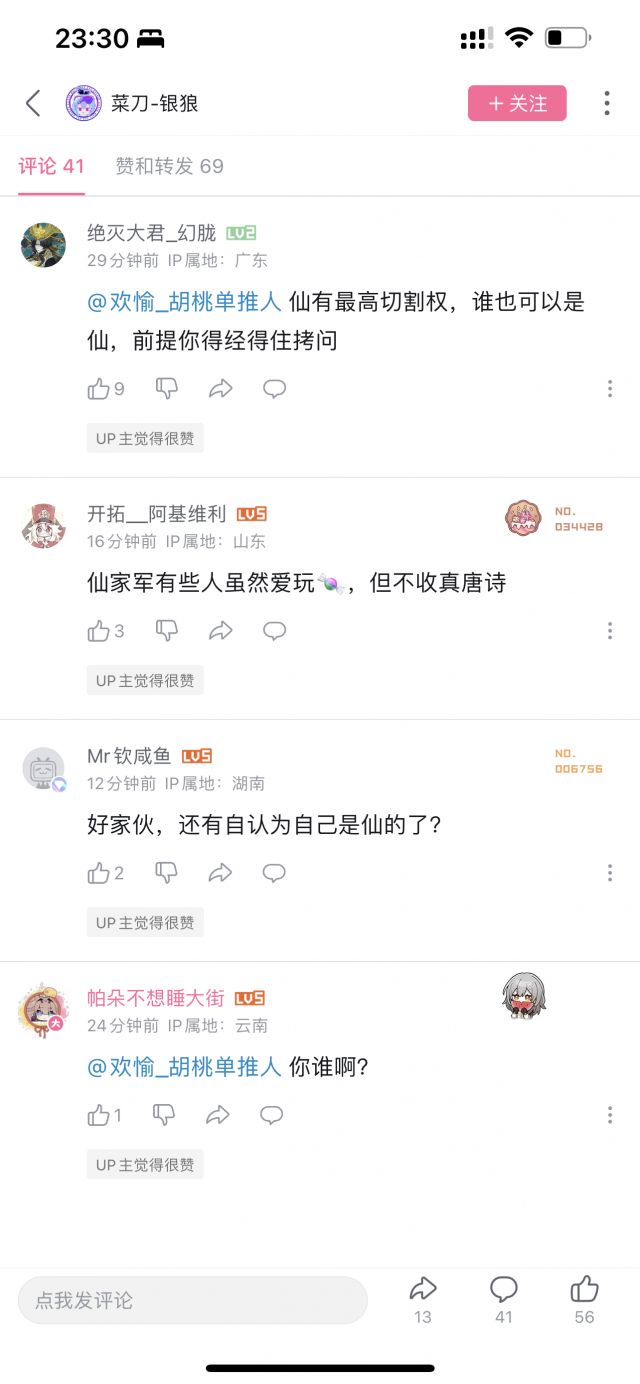 23:30
菜刀-银狼
+ 关注
评论 41
赞和转发 69
绝灭大君_幻胧 LV2
29分钟前 IP属地：广东
@欢愉_胡桃单推人 仙有最高切割权，谁也可以是
仙，前提你得经得住拷问
9
UP主觉得很赞
开拓__阿基维利 LV5
NO.
034428
16分钟前 IP属地：山东
仙家军有些人虽然爱玩🍬，但不收真唐诗
3
UP主觉得很赞
Mr钦咸鱼 LV5
NO.
006756
12分钟前 IP属地：湖南
好家伙，还有自认为自己是仙的了?
2
UP主觉得很赞
帕朵不想睡大街 LV5
24分钟前 IP属地：云南
@欢愉_胡桃单推人 你谁啊?
1
UP主觉得很赞
点我发评论
13
41
56